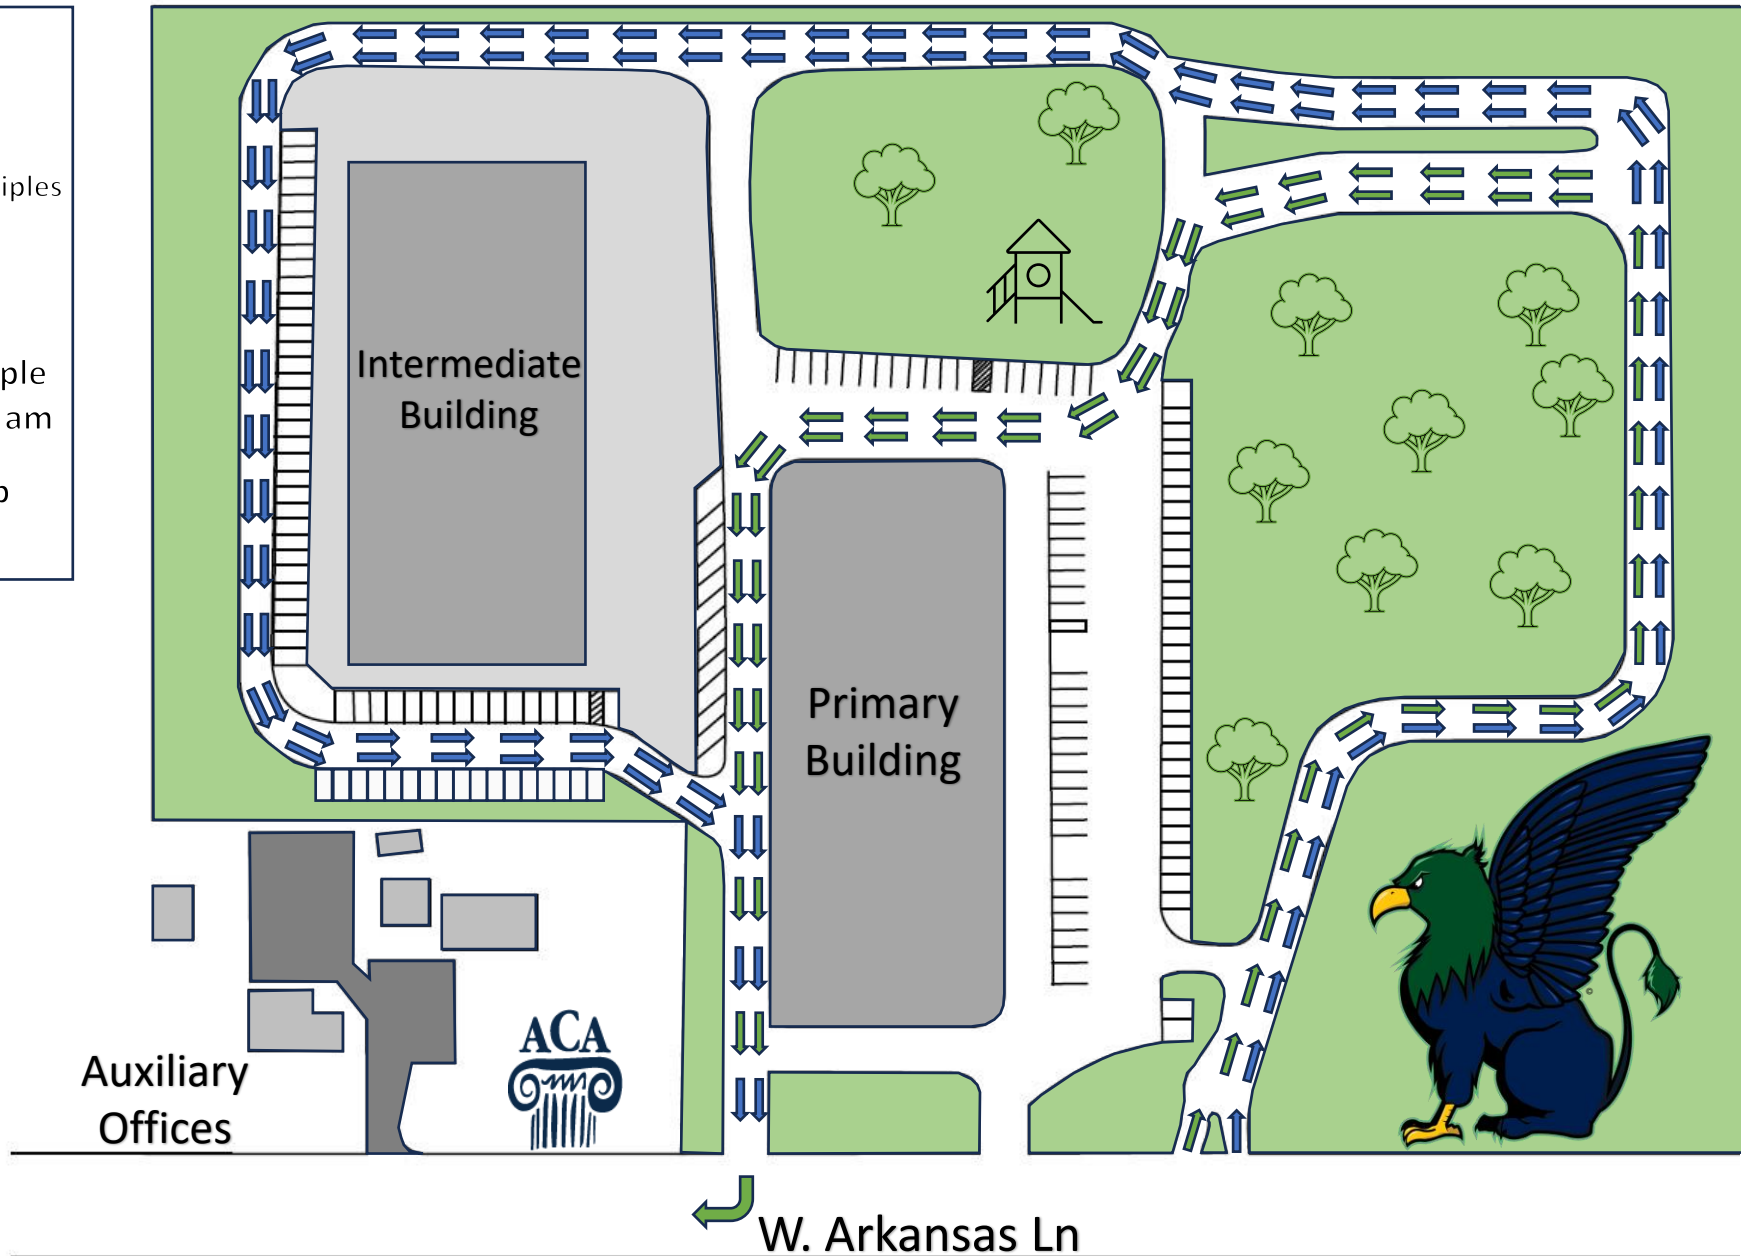 iples
ple
am
Intermediate
Building
Primary
Building
Auxiliary
Offices
ACA
W. Arkansas Ln